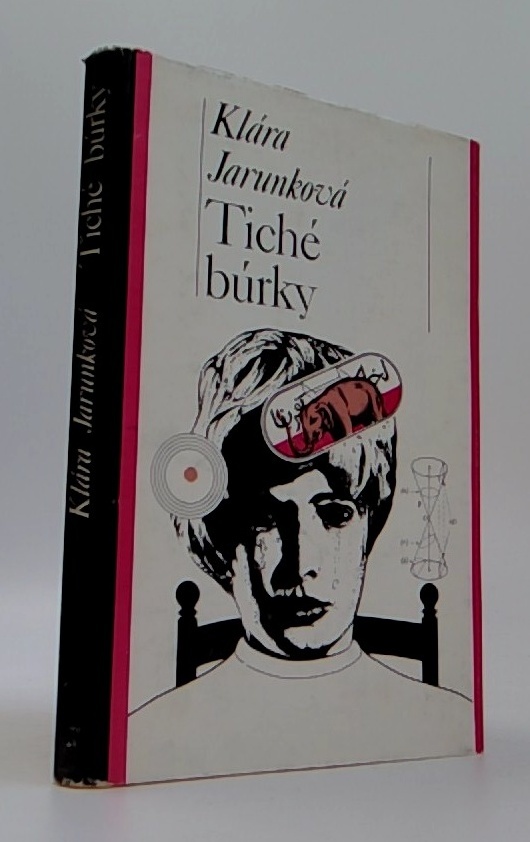 Klára
Jarunková
Tiché
búrky
Klára Jarunková Tiché búrky